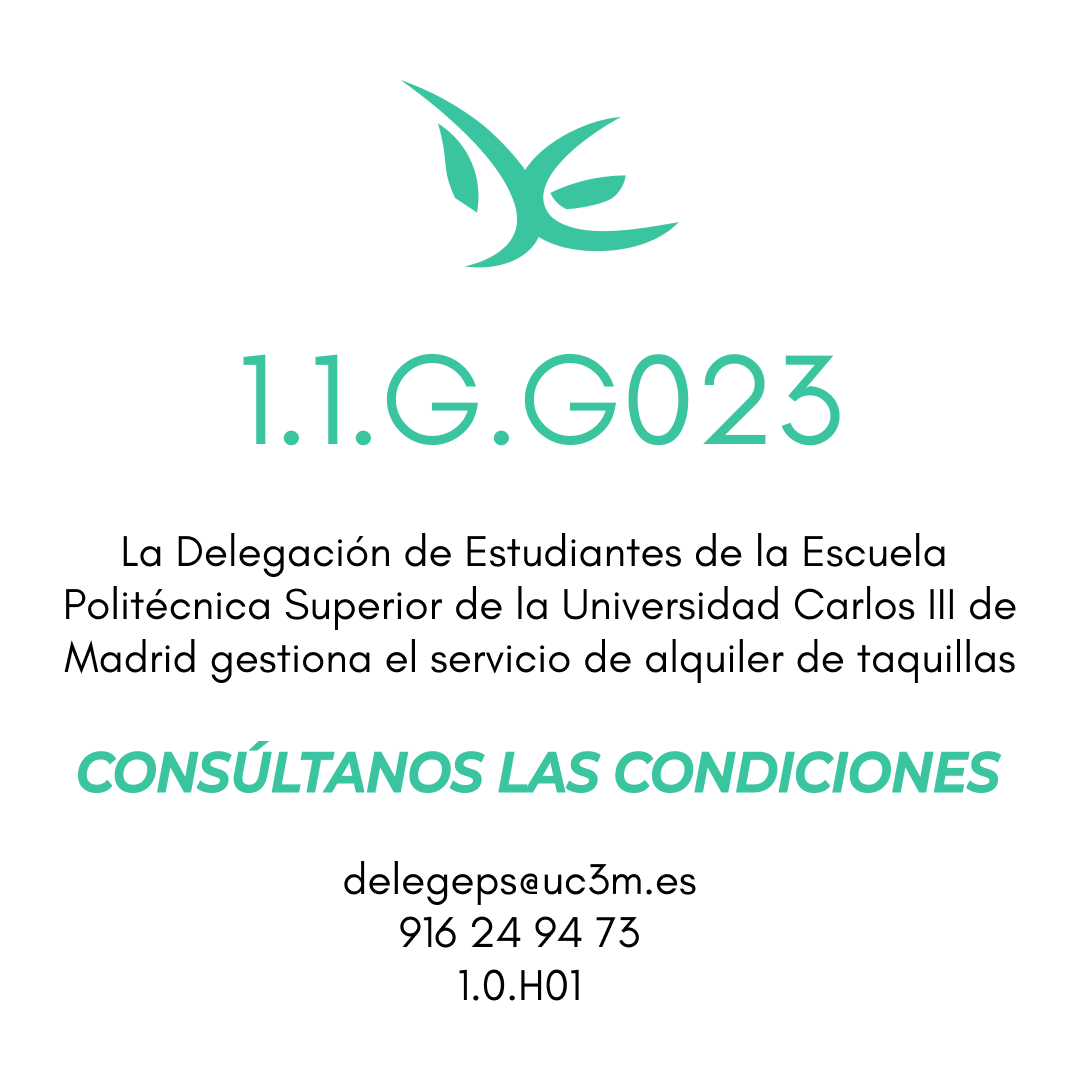 1.1.G.G023
La Delegación de Estudiantes de la Escuela
Politécnica Superior de la Universidad Carlos III de
Madrid gestiona el servicio de alquiler de taquillas
CONSÚLTANOS LAS CONDICIONES
delegeps@uc3m.es
916 24 94 73
1.0.H01